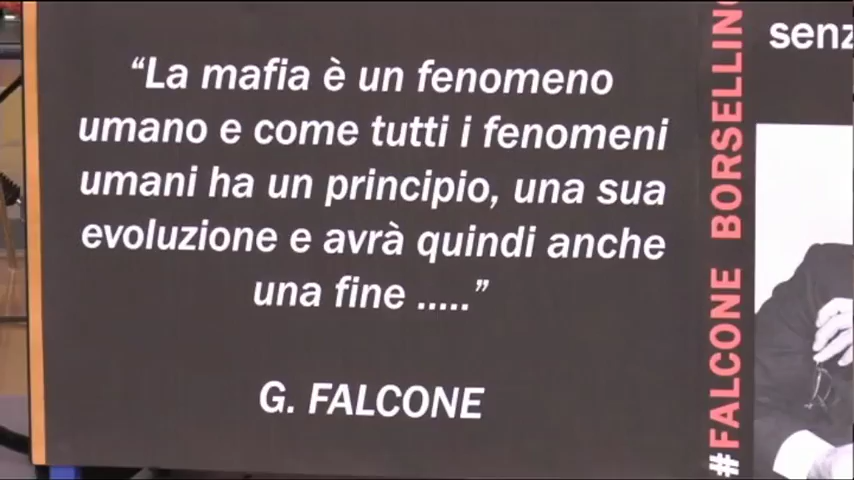 “La mafia è un fenomeno
umano e come tutti i fenomeni
umani ha un principio, una sua
evoluzione e avrà quindi anche
una fine .....”
G. FALCONE
#FALCONE BORSELLIN
senz